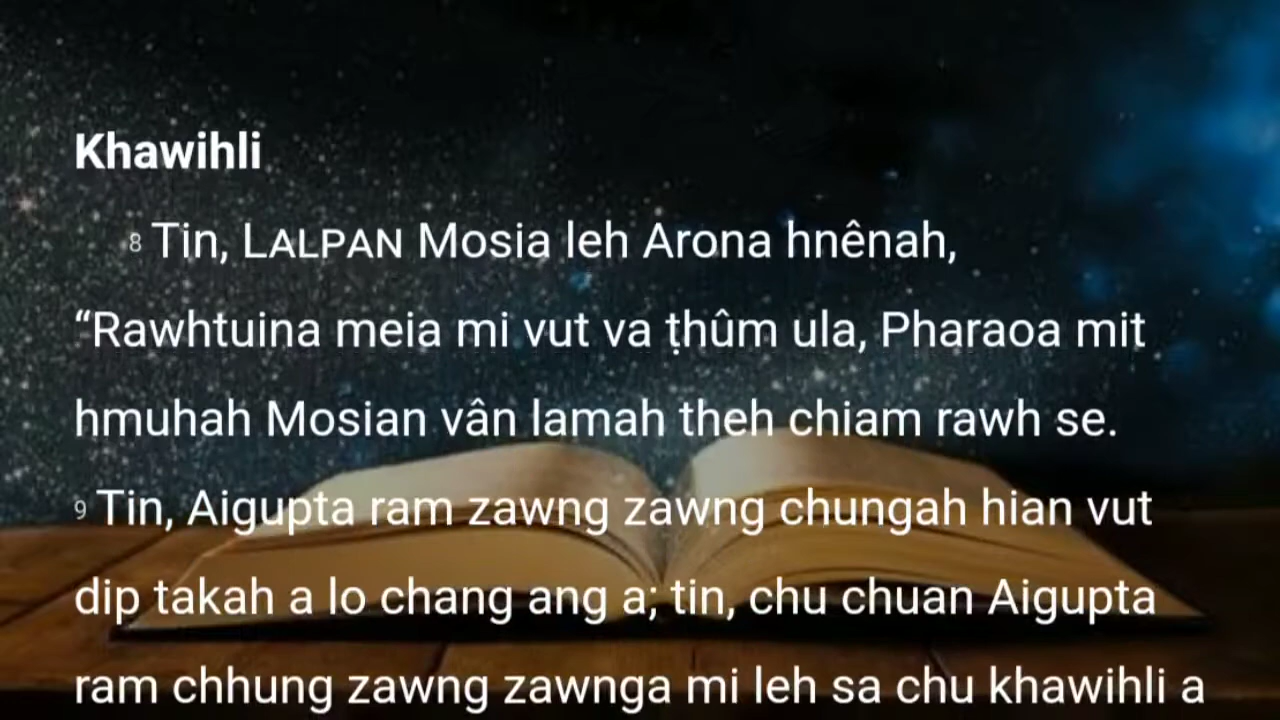 Khawihli
8 Tin, LALPAN Mosia leh Arona hnênah,
“Rawhtuina meia mi vut va ṭhûm ula, Pharaoa mit
hmuhah Mosian vân lamah theh chiam rawh se.
9 Tin, Aigupta ram zawng zawng chungah hian vut
dip takah a lo chang ang a; tin, chu chuan Aigupta
ram chhung zawng zawnga mi leh sa chu khawihli a